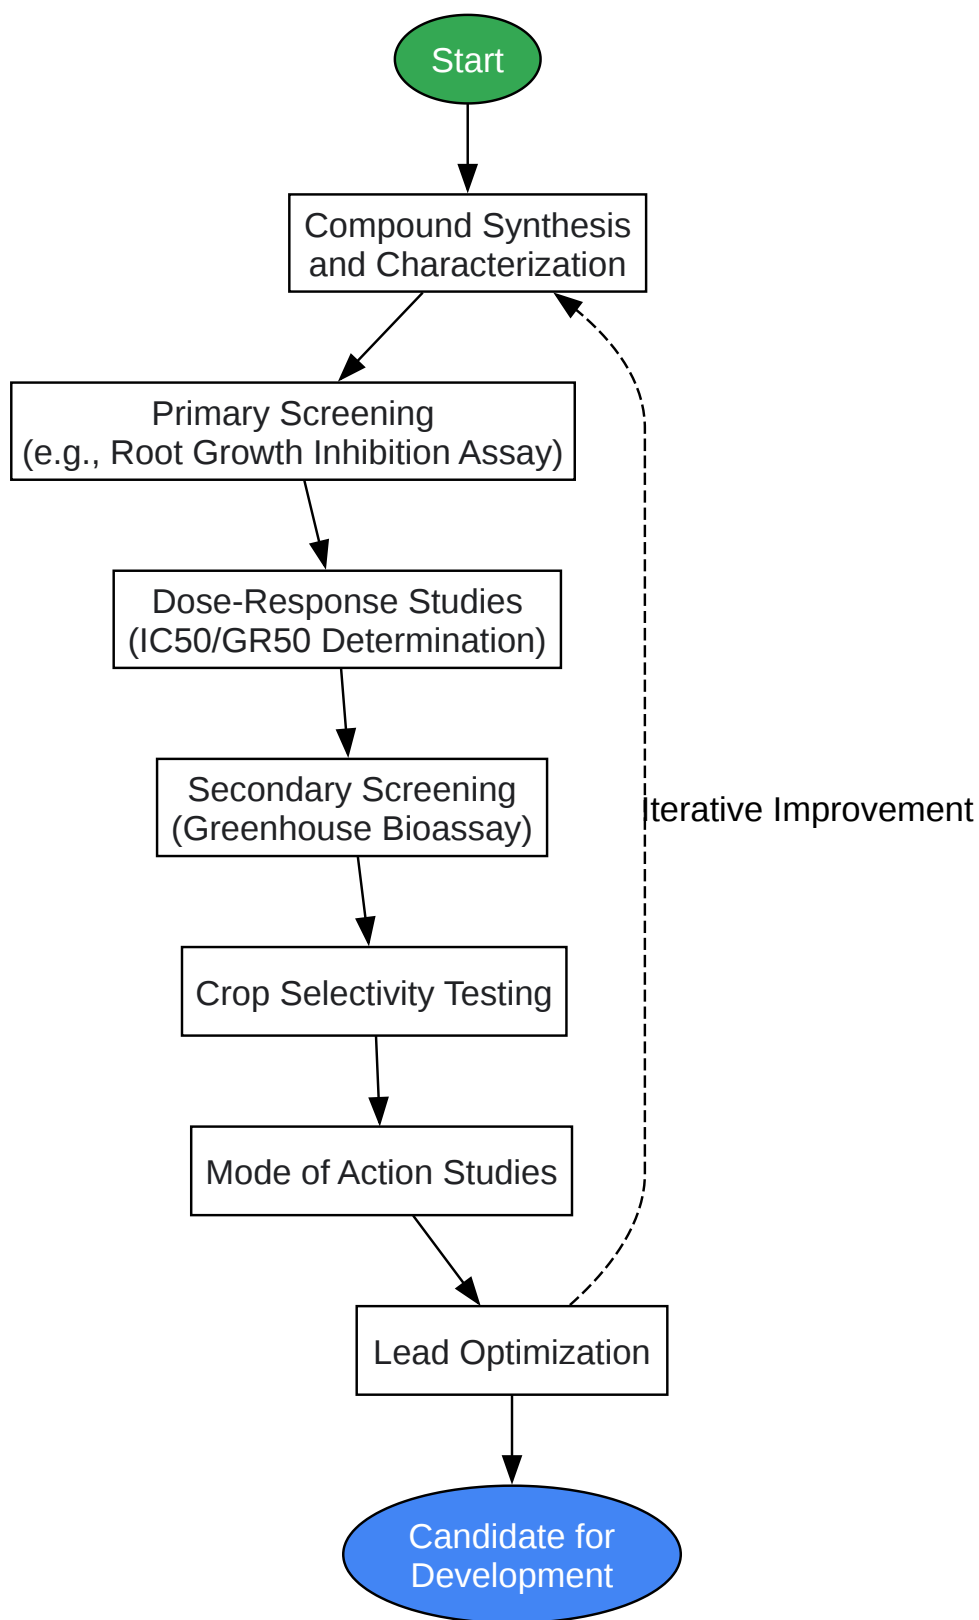 Start
Compound Synthesis
and Characterization
Primary Screening
(e.g., Root Growth Inhibition Assay)
Dose-Response Studies
(IC50/GR50 Determination)
Secondary Screening
(Greenhouse Bioassay)
Iterative Improvement
Crop Selectivity Testing
Mode of Action Studies
Lead Optimization
Candidate for
Development